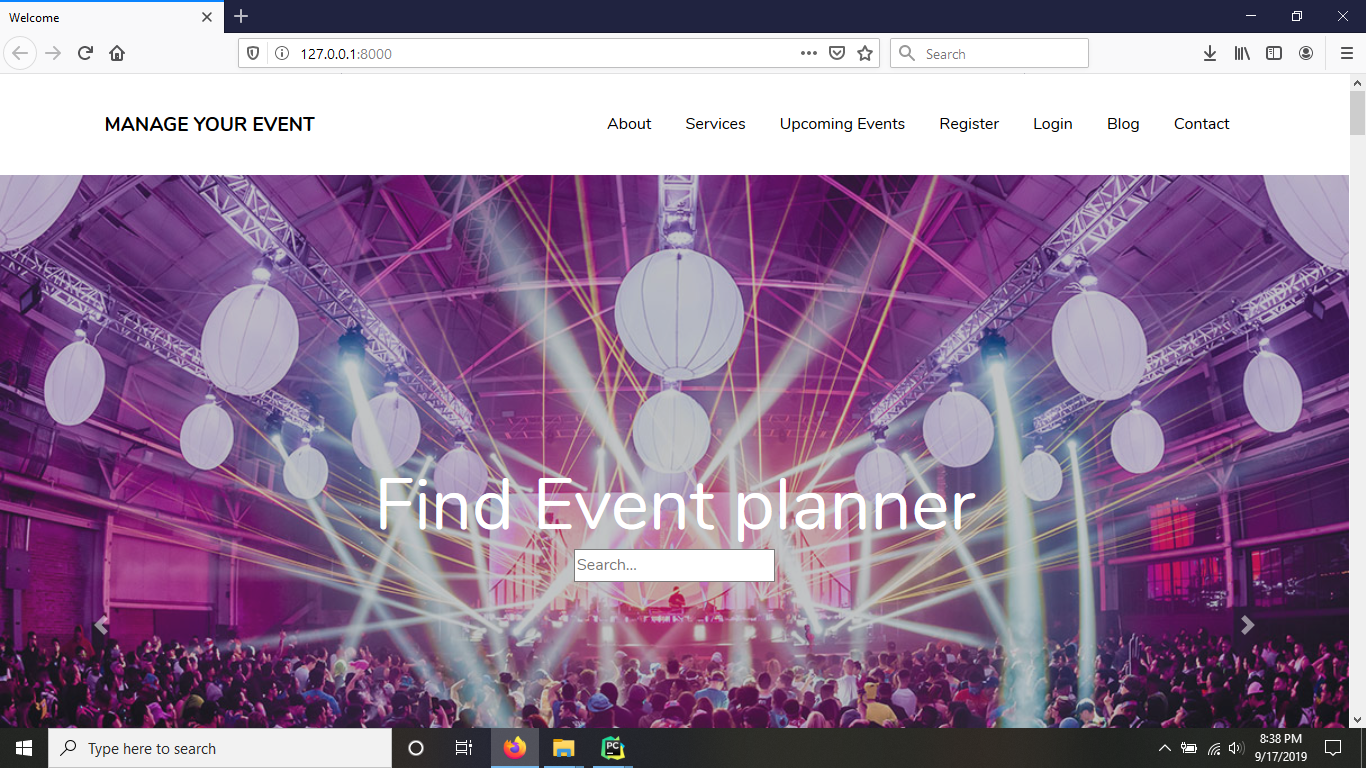 Welcome
127.0.0.1:8000
Search
MANAGE YOUR EVENT
About Services Upcoming Events Register Login Blog Contact
Find Event planner
Search...
Type here to search
PC
8:38 PM
9/17/2019